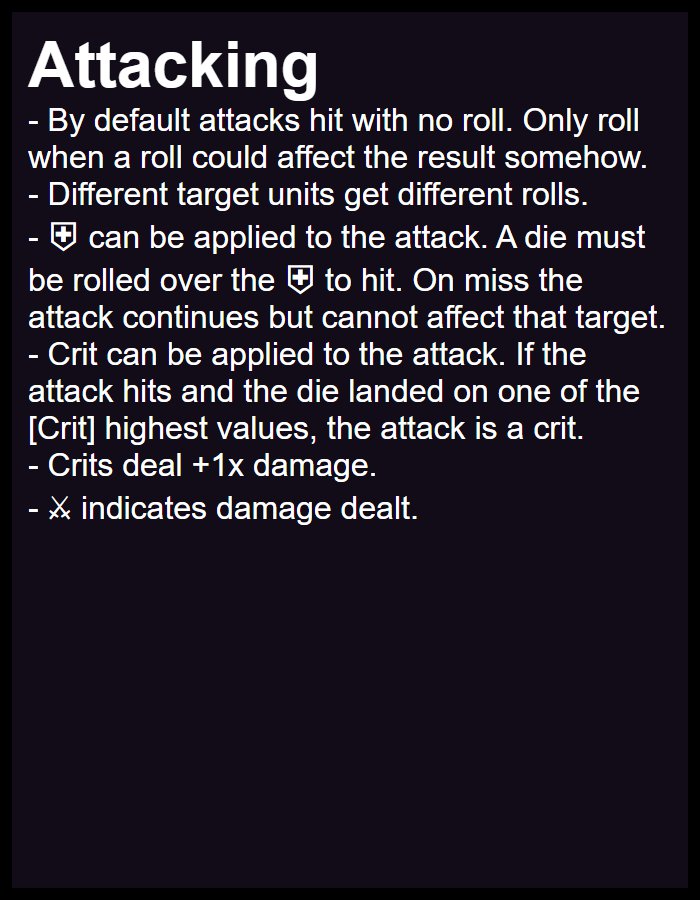 Attacking
- By default attacks hit with no roll. Only roll
when a roll could affect the result somehow.
- Different target units get different rolls.
- ⛨ can be applied to the attack. A die must
be rolled over the ⛨ to hit. On miss the
attack continues but cannot affect that target.
- Crit can be applied to the attack. If the
attack hits and the die landed on one of the
[Crit] highest values, the attack is a crit.
- Crits deal +1x damage.
- ⚔ indicates damage dealt.